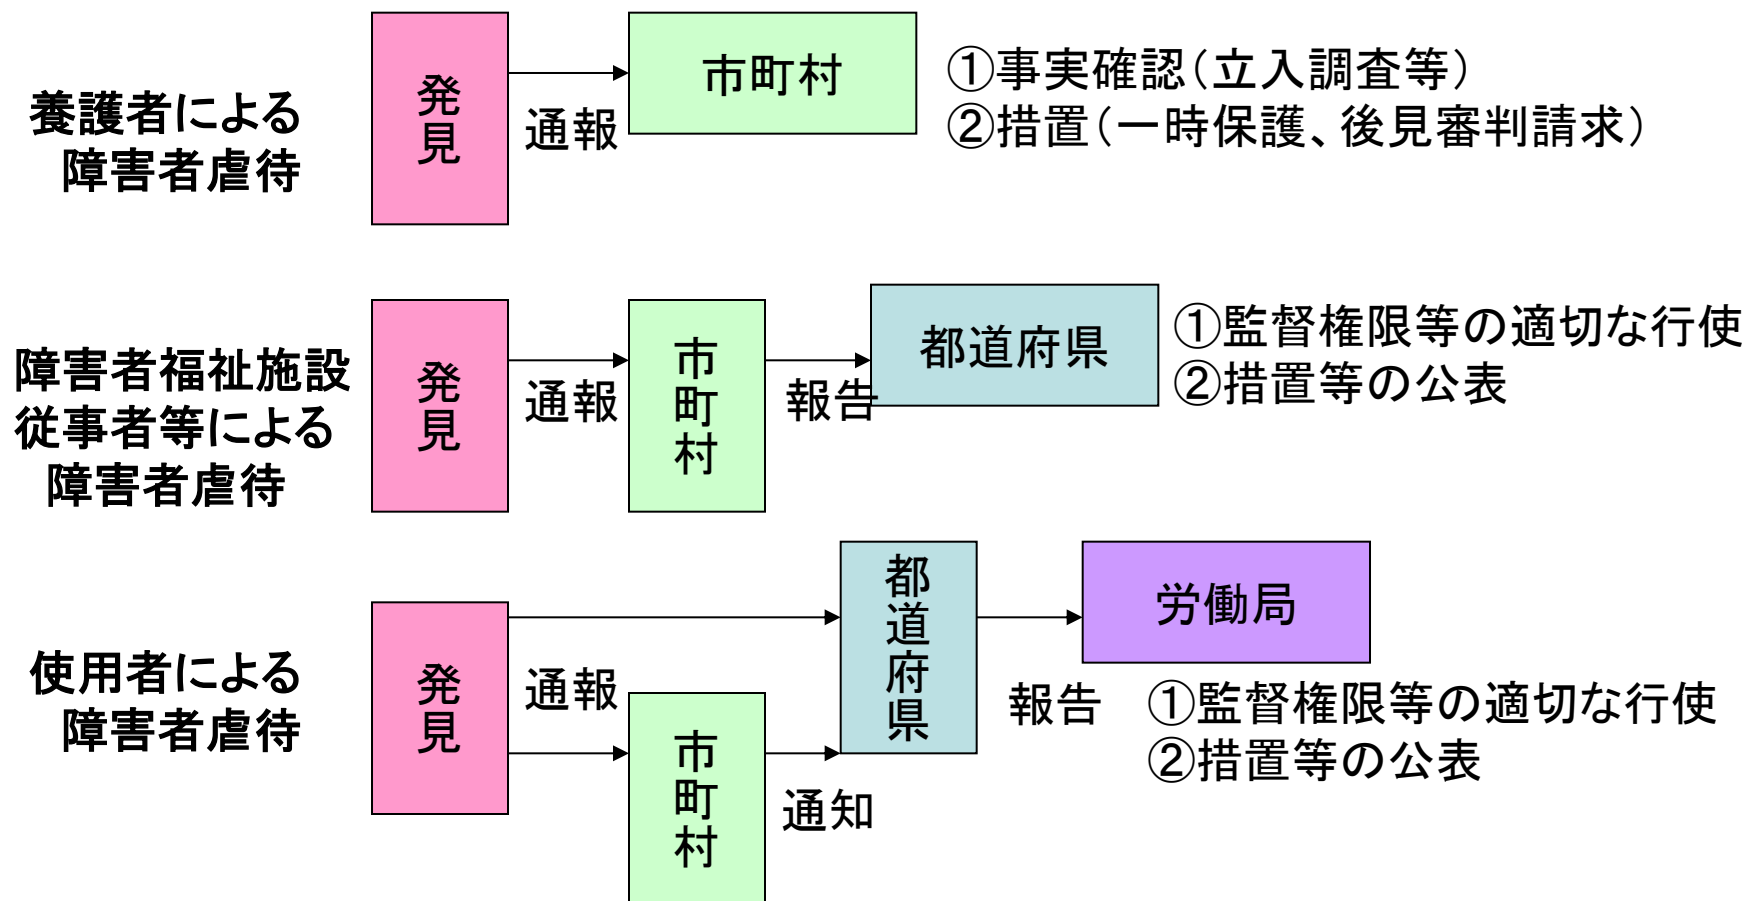 養護者による
障害者虐待
発見
通報
市町村
①事実確認（立入調査等）
②措置（一時保護、後見審判請求）
障害者福祉施設
従事者等による
障害者虐待
発見
通報
市町村
報告
都道府県
①監督権限等の適切な行使
②措置等の公表
使用者による
障害者虐待
発見
通報
市町村
通知
都道府県
報告
労働局
①監督権限等の適切な行使
②措置等の公表